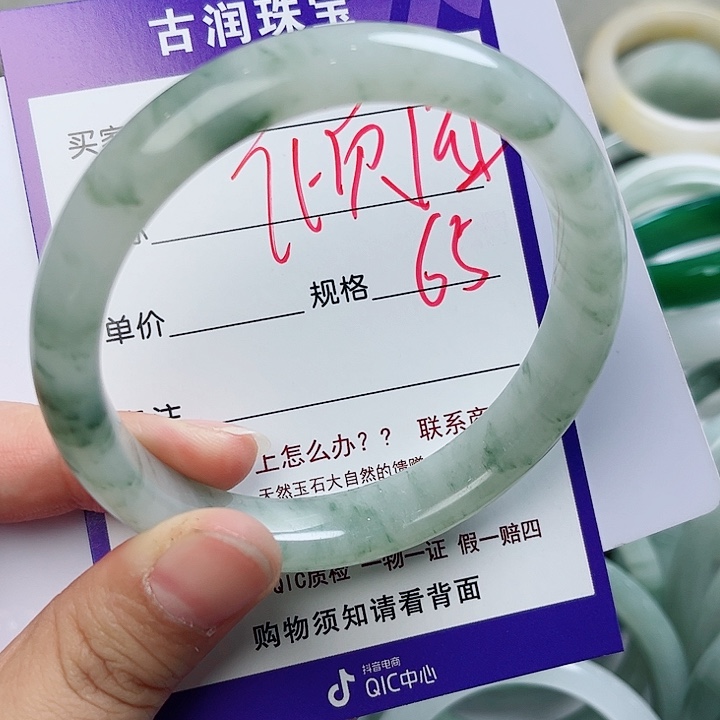 古润珠宝
买家
单价 规格 65
上怎么办？？ 联系商
天然玉石大自然的馈赠
QIC质检 一物一证 假一赔四
购物须知请看背面
抖音电商
QIC中心